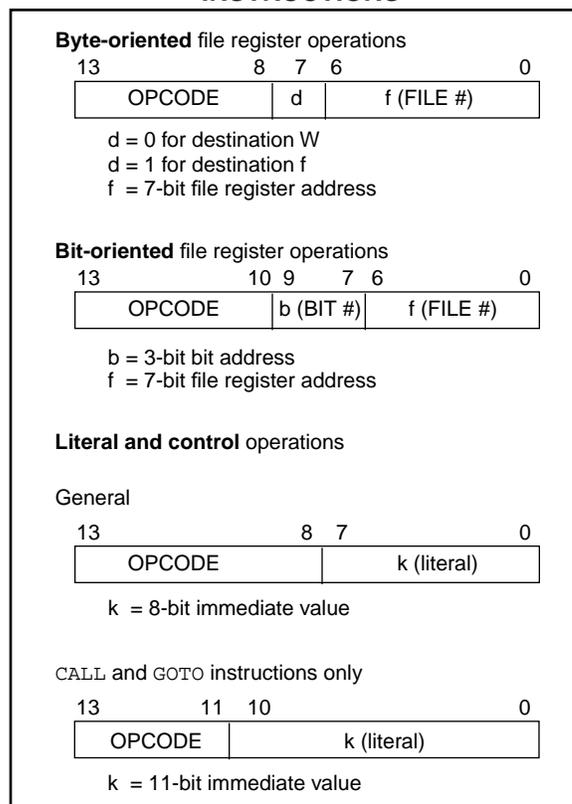 Byte-oriented file register operations
13 8 7 6 0
OPCODE d f (FILE #)
d = 0 for destination W
d = 1 for destination f
f = 7-bit file register address
Bit-oriented file register operations
13 10 9 7 6 0
OPCODE b (BIT #) f (FILE #)
b = 3-bit bit address
f = 7-bit file register address
Literal and control operations
General
13 8 7 0
OPCODE k (literal)
k = 8-bit immediate value
CALL and GOTO instructions only
13 11 10 0
OPCODE k (literal)
k = 11-bit immediate value